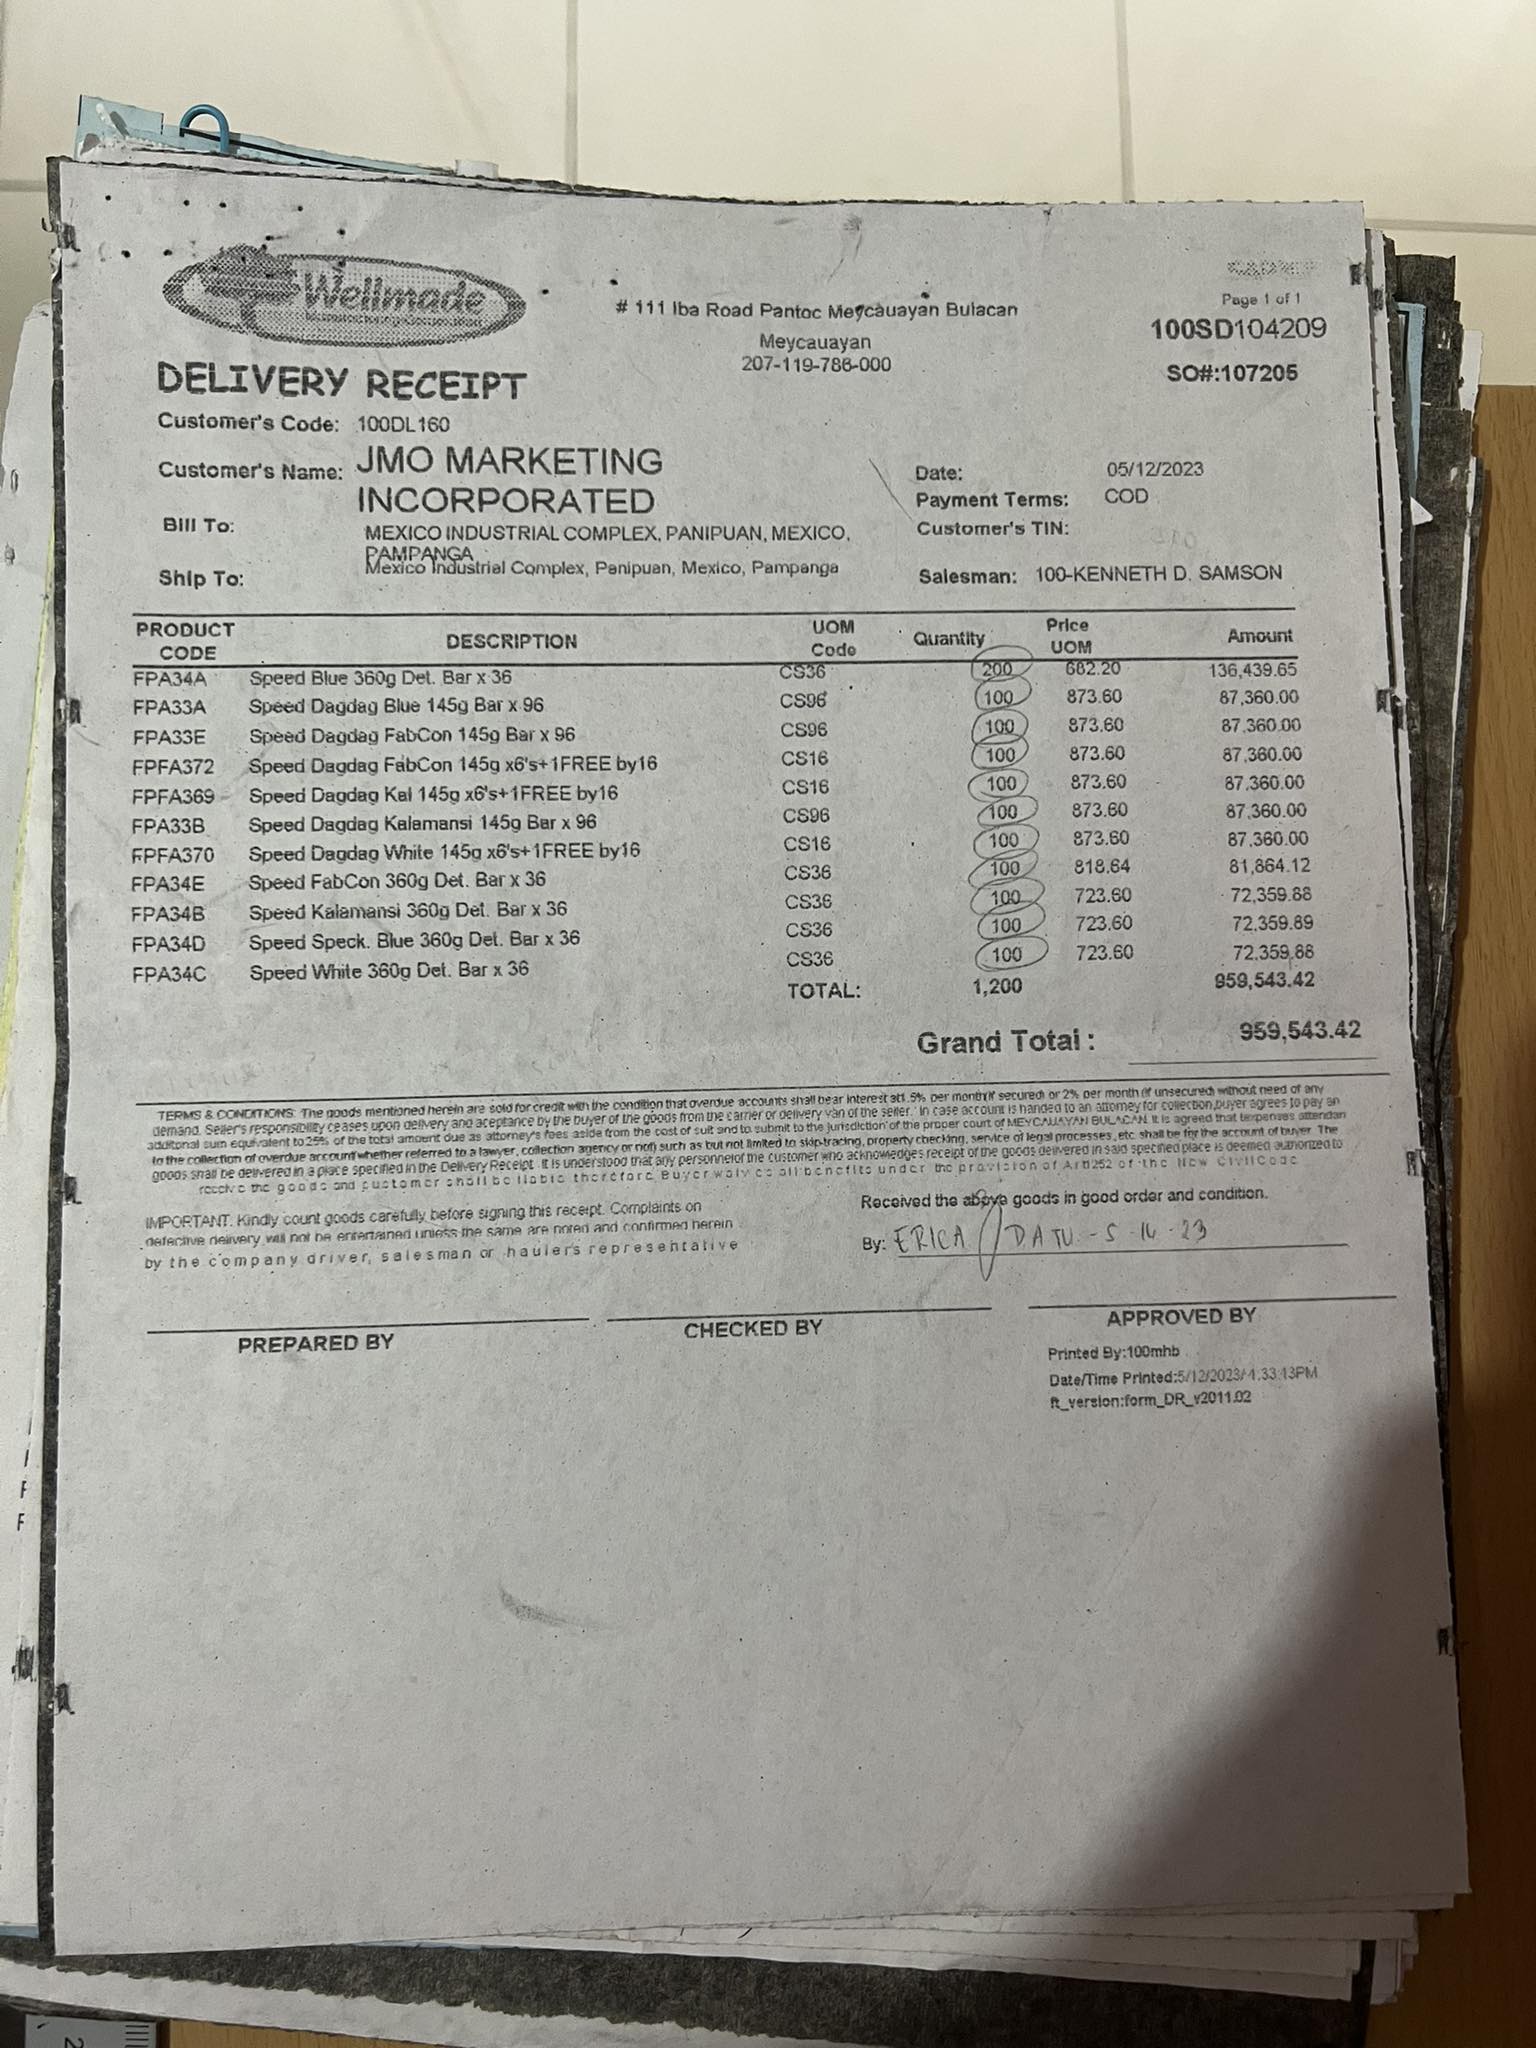 Wellmade
# 111 Iba Road Pantoc Meycauayan Bulacan
Meycauayan
207-119-786-000
Page 1 of 1
100SD104209
SO#:107205
DELIVERY RECEIPT
Customer's Code: 100DL160
Customer's Name: JMO MARKETING
INCORPORATED
Date: 05/12/2023
Payment Terms: COD
Customer's TIN:
Bill To: MEXICO INDUSTRIAL COMPLEX, PANIPUAN, MEXICO,
PAMPANGA
Ship To: Mexico Industrial Complex, Panipuan, Mexico, Pampanga
Salesman: 100-KENNETH D. SAMSON
PRODUCT CODE DESCRIPTION UOM Code Quantity Price UOM Amount
FPA34A Speed Blue 360g Det. Bar x 36 CS36 200 682.20 136,439.65
FPA33A Speed Dagdag Blue 145g Bar x 96 CS96 100 873.60 87,360.00
FPA33E Speed Dagdag FabCon 145g Bar x 96 CS96 100 873.60 87,360.00
FPFA372 Speed Dagdag FabCon 145g x6's+1FREE by16 CS16 100 873.60 87,360.00
FPFA369 Speed Dagdag Kal 145g x6's+1FREE by16 CS16 100 873.60 87,360.00
FPA33B Speed Dagdag Kalamansi 145g Bar x 96 CS96 100 873.60 87,360.00
FPFA370 Speed Dagdag White 145g x6's+1FREE by16 CS16 100 873.60 87,360.00
FPA34E Speed FabCon 360g Det. Bar x 36 CS36 100 818.64 81,864.12
FPA34B Speed Kalamansi 360g Det. Bar x 36 CS36 100 723.60 72,359.88
FPA34D Speed Speck. Blue 360g Det. Bar x 36 CS36 100 723.60 72,359.89
FPA34C Speed White 360g Det. Bar x 36 CS36 100 723.60 72,359.88
TOTAL: 1,200 959,543.42
Grand Total : 959,543.42
TERMS & CONDITIONS: The goods mentioned herein are sold for credit with the condition that overdue accounts shall bear interest at1.5% per month(if secured) or 2% per month (if unsecured) without need of any
demand. Seller's responsibility ceases upon delivery and aceptance by the buyer of the goods from the carrier or delivery van of the seller. In case account is handed to an attorney for collection,buyer agrees to pay an
additional sum equivalent to 25% of the total amount due as attorney's fees aside from the cost of suit and to submit to the jurisdiction of the proper court of MEYCAUAYAN BULACAN. It is agreed that expenses attendan
to the collection of overdue account whether referred to a lawyer, collection agency or not) such as but not limited to skip-tracing, property checking, service of legal processes, etc. shall be for the account of buyer. The
goods shall be delivered in a place specified in the Delivery Receipt. It is understood that any personnel of the customer who acknowledges receipt of the goods delivered in said specified place is deemed authorized to
receive the goods and customer shall be liable therefore. Buyer waives all benefits under the provision of Art1252 of the New CivilCode
IMPORTANT: Kindly count goods carefully before signing this receipt. Complaints on
defective delivery will not be entertained unless the same are noted and confirmed herein
by the company driver, salesman or haulers representative
Received the above goods in good order and condition.
By: ERICA DATU
PREPARED BY
CHECKED BY
APPROVED BY
Printed By:100mhb
Date/Time Printed:5/12/2023/ 4:33:13PM
ft_version:form_DR_v2011.02